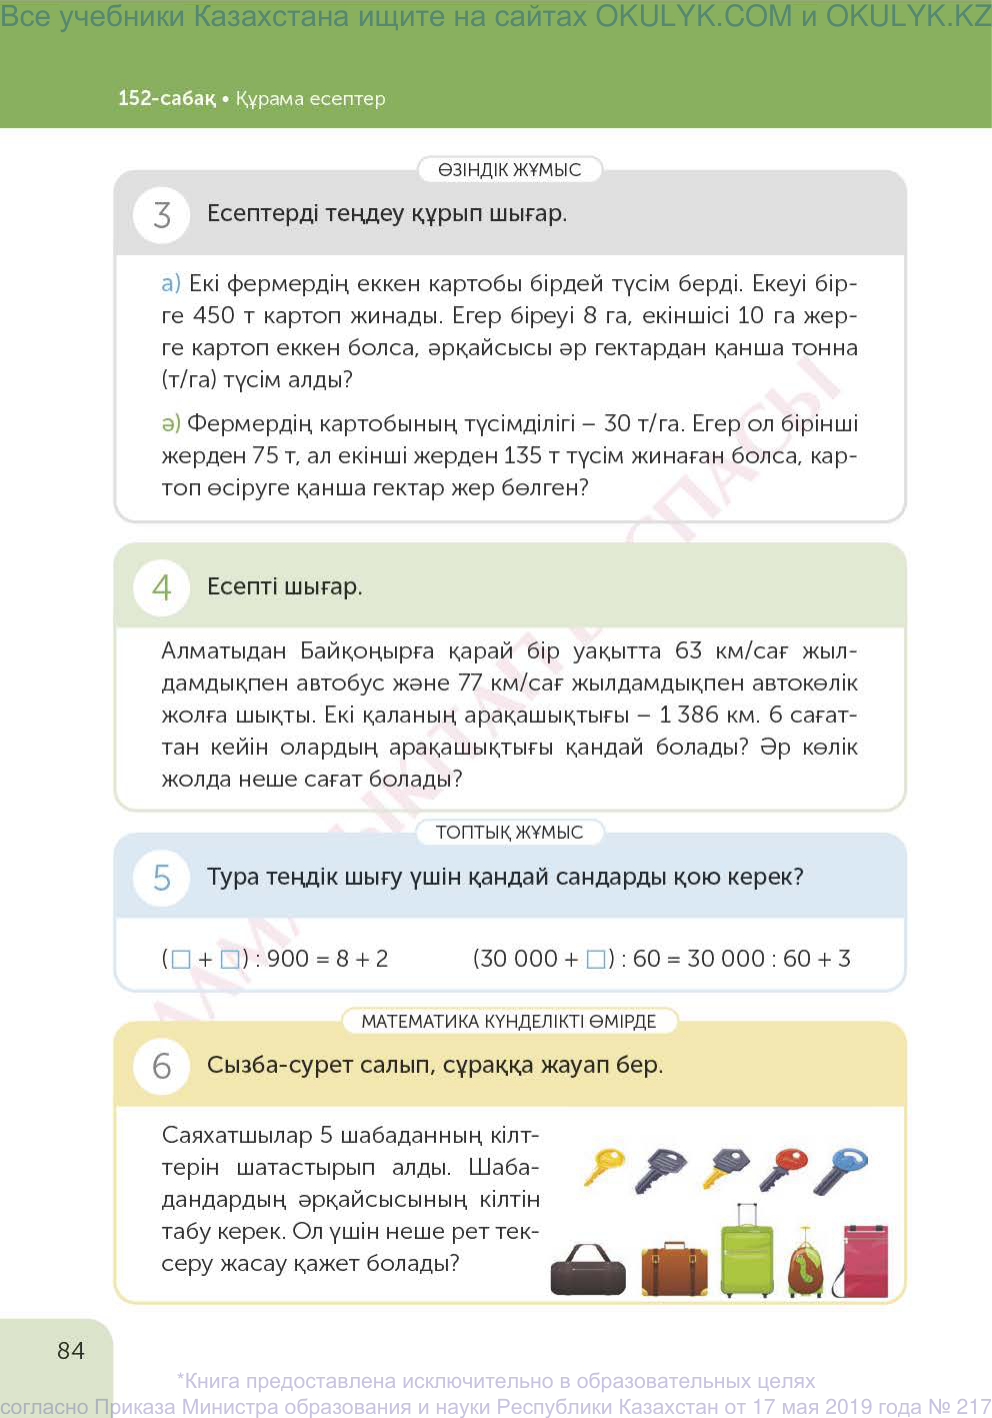 Все учебники Казахстана ищите на сайтах OKULYK.COM и OKULYK.KZ
152-сабақ • Құрама есептер
ӨЗІНДІК ЖҰМЫС
3 Есептерді теңдеу құрып шығар.
а) Екі фермердің еккен картобы бірдей түсім берді. Екеуі бір-
ге 450 т картоп жинады. Егер біреуі 8 га, екіншісі 10 га жер-
ге картоп еккен болса, әрқайсысы әр гектардан қанша тонна
(т/га) түсім алды?
ә) Фермердің картобының түсімділігі – 30 т/га. Егер ол бірінші
жерден 75 т, ал екінші жерден 135 т түсім жинаған болса, кар-
топ өсіруге қанша гектар жер бөлген?
4 Есепті шығар.
Алматыдан Байқоңырға қарай бір уақытта 63 км/сағ жыл-
дамдықпен автобус және 77 км/сағ жылдамдықпен автокөлік
жолға шықты. Екі қаланың арақашықтығы – 1 386 км. 6 сағат-
тан кейін олардың арақашықтығы қандай болады? Әр көлік
жолда неше сағат болады?
ТОПТЫҚ ЖҰМЫС
5 Тура теңдік шығу үшін қандай сандарды қою керек?
(□ + □) : 900 = 8 + 2 (30 000 + □) : 60 = 30 000 : 60 + 3
МАТЕМАТИКА КҮНДЕЛІКТІ ӨМІРДЕ
6 Сызба-сурет салып, сұраққа жауап бер.
Саяхатшылар 5 шабаданның кілт-
терін шатастырып алды. Шаба-
дандардың әрқайсысының кілтін
табу керек. Ол үшін неше рет тек-
серу жасау қажет болады?
84
*Книга предоставлена исключительно в образовательных целях
согласно Приказа Министра образования и науки Республики Казахстан от 17 мая 2019 года № 217